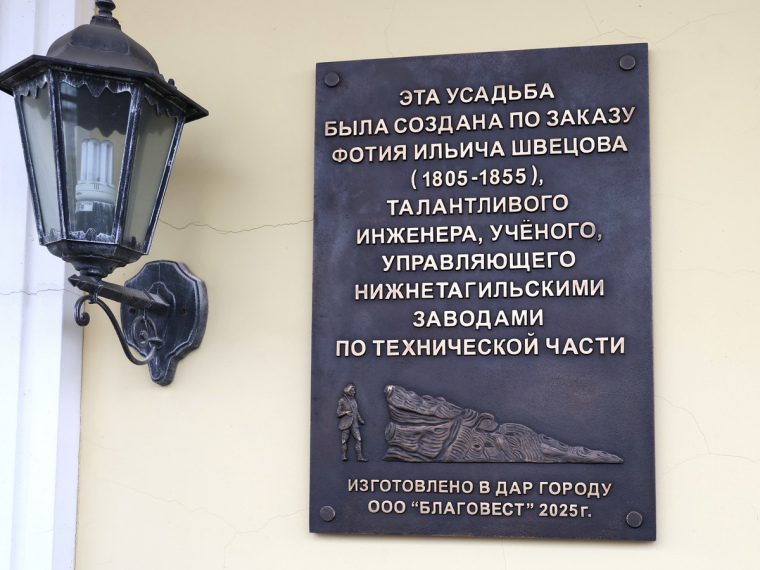 ЭТА УСАДЬБА
БЫЛА СОЗДАНА ПО ЗАКАЗУ
ФОТИЯ ИЛЬИЧА ШВЕЦОВА
(1805-1855),
ТАЛАНТЛИВОГО
ИНЖЕНЕРА, УЧЁНОГО,
УПРАВЛЯЮЩЕГО
НИЖНЕТАГИЛЬСКИМИ
ЗАВОДАМИ
ПО ТЕХНИЧЕСКОЙ ЧАСТИ
ИЗГОТОВЛЕНО В ДАР ГОРОДУ
ООО "БЛАГОВЕСТ" 2025г.